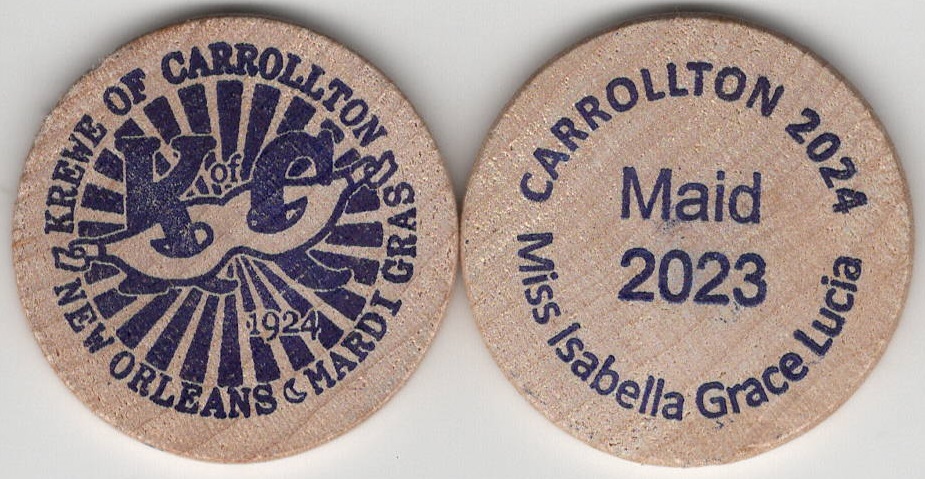 KREWE OF CARROLLTON
K of C
1924
NEW ORLEANS MARDI GRAS
CARROLLTON 2024
Maid
2023
Miss Isabella Grace Lucia